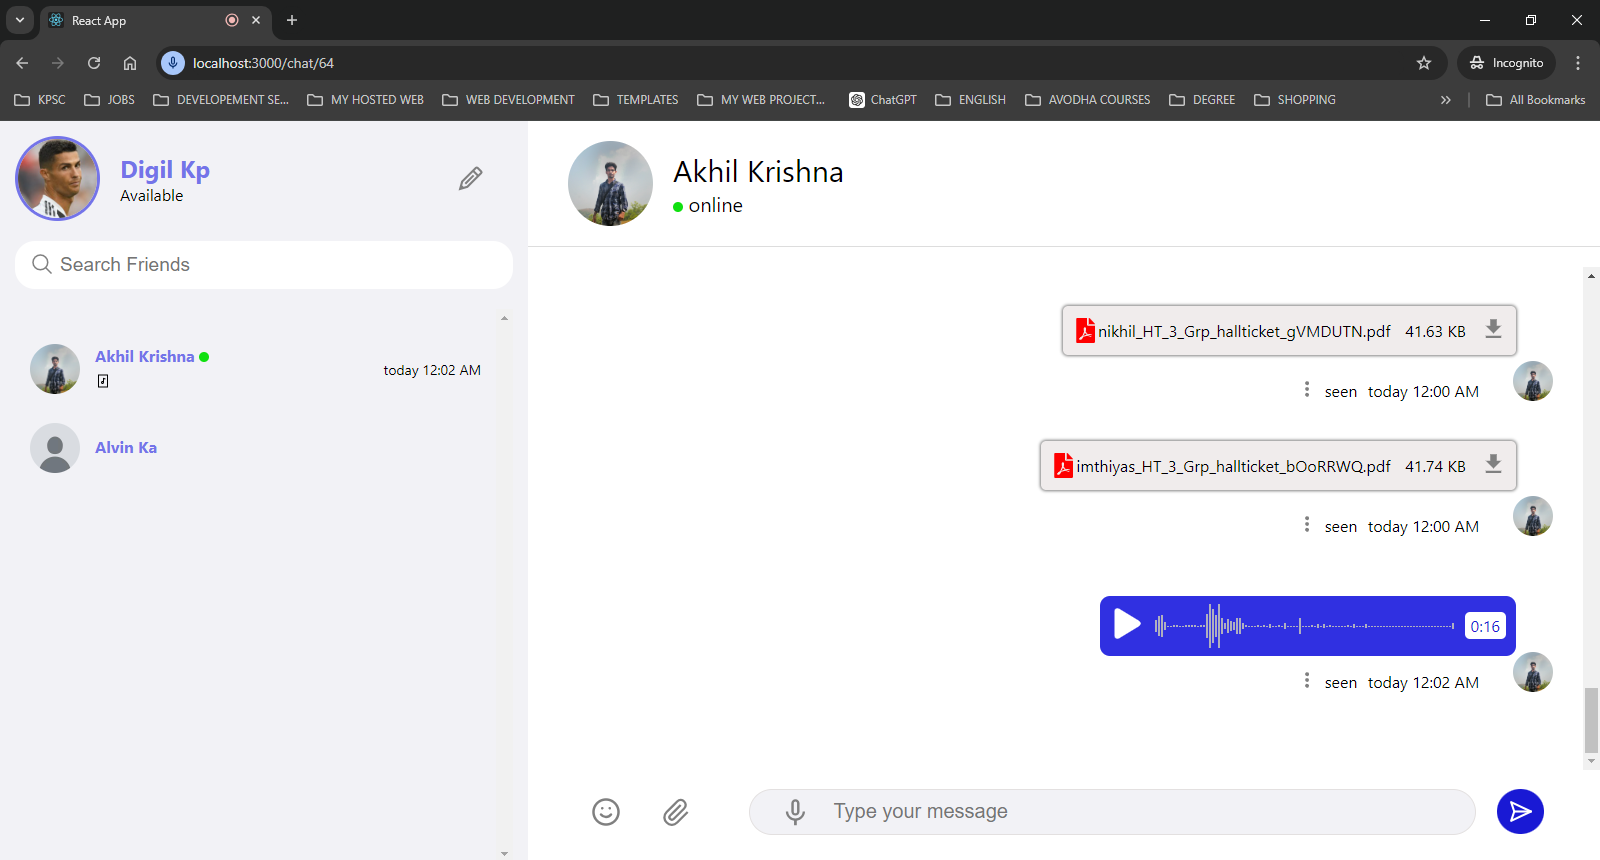 React App
localhost:3000/chat/64
Incognito
KPSC
JOBS
DEVELOPEMENT SE...
MY HOSTED WEB
WEB DEVELOPMENT
TEMPLATES
MY WEB PROJECT...
ChatGPT
ENGLISH
AVODHA COURSES
DEGREE
SHOPPING
All Bookmarks
Digil Kp
Available
Search Friends
Akhil Krishna
today 12:02 AM
Alvin Ka
Akhil Krishna
online
nikhil_HT_3_Grp_hallticket_gVMDUTN.pdf 41.63 KB
seen today 12:00 AM
imthiyas_HT_3_Grp_hallticket_bOoRRWQ.pdf 41.74 KB
seen today 12:00 AM
0:16
seen today 12:02 AM
Type your message